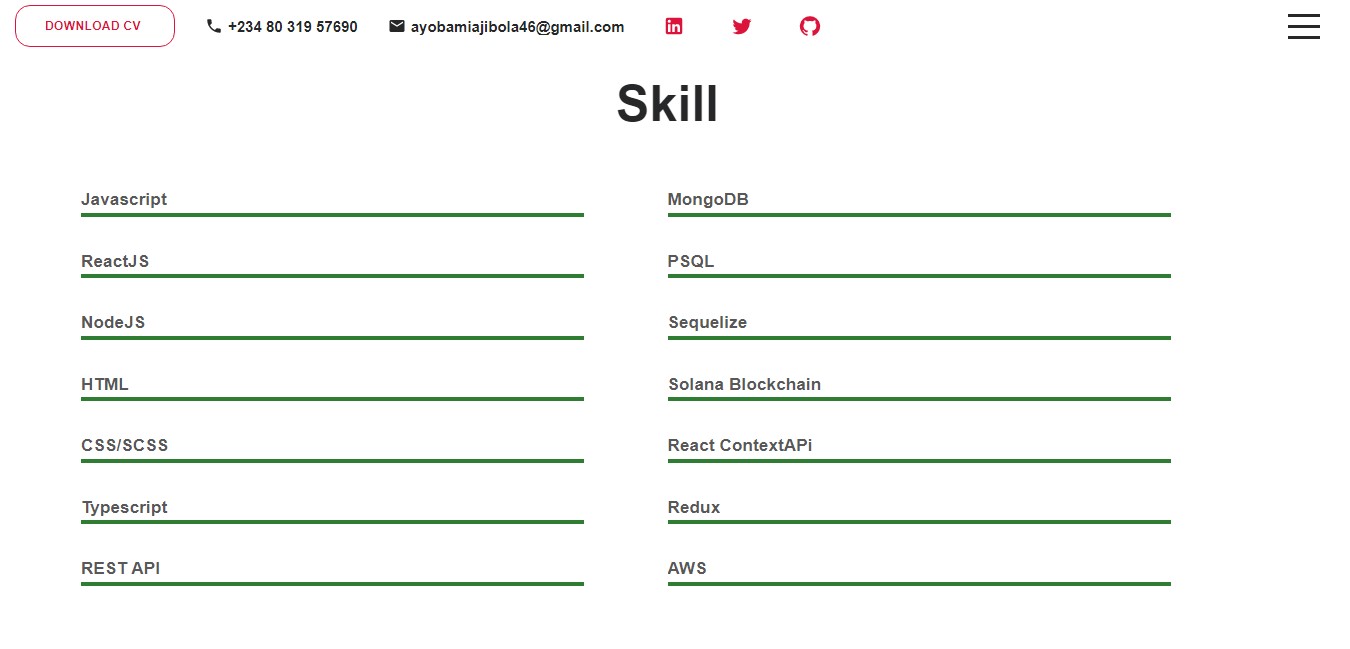 DOWNLOAD CV
+234 80 319 57690
ayobamiajibola46@gmail.com
Skill
Javascript
ReactJS
NodeJS
HTML
CSS/SCSS
Typescript
REST API
MongoDB
PSQL
Sequelize
Solana Blockchain
React ContextAPi
Redux
AWS